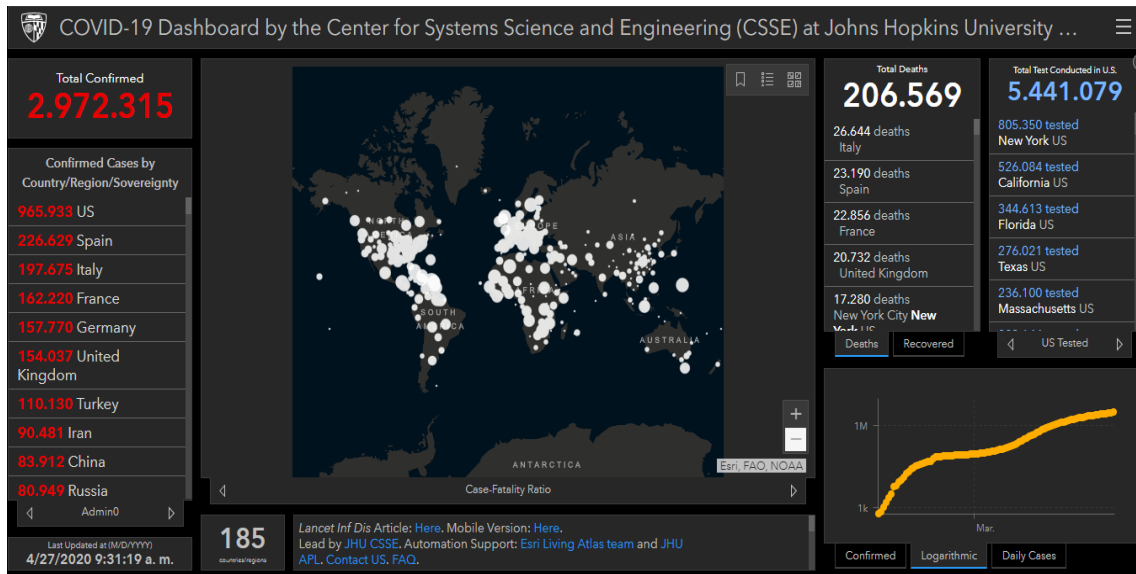 COVID-19 Dashboard by the Center for Systems Science and Engineering (CSSE) at Johns Hopkins University ...
Total Confirmed
2.972.315
Confirmed Cases by
Country/Region/Sovereignty
965.933 US
226.629 Spain
197.675 Italy
162.220 France
157.770 Germany
154.037 United
Kingdom
110.130 Turkey
90.481 Iran
83.912 China
80.949 Russia
Admin0
Last Updated at (M/D/YYYY)
4/27/2020 9:31:19 a. m.
NORTH
EUROPE
ASIA
AFRICA
SOUTH
AMERICA
AUSTRALIA
ANTARCTICA
+
−
Esri, FAO, NOAA
Case-Fatality Ratio
185
countries/regions
Lancet Inf Dis Article: Here. Mobile Version: Here.
Lead by JHU CSSE. Automation Support: Esri Living Atlas team and JHU
APL. Contact US. FAQ.
Total Deaths
206.569
26.644 deaths
Italy
23.190 deaths
Spain
22.856 deaths
France
20.732 deaths
United Kingdom
17.280 deaths
New York City New
York US
Deaths
Recovered
Total Test Conducted in U.S.
5.441.079
805.350 tested
New York US
526.084 tested
California US
344.613 tested
Florida US
276.021 tested
Texas US
236.100 tested
Massachusetts US
US Tested
1M
1k
Mar.
Confirmed
Logarithmic
Daily Cases